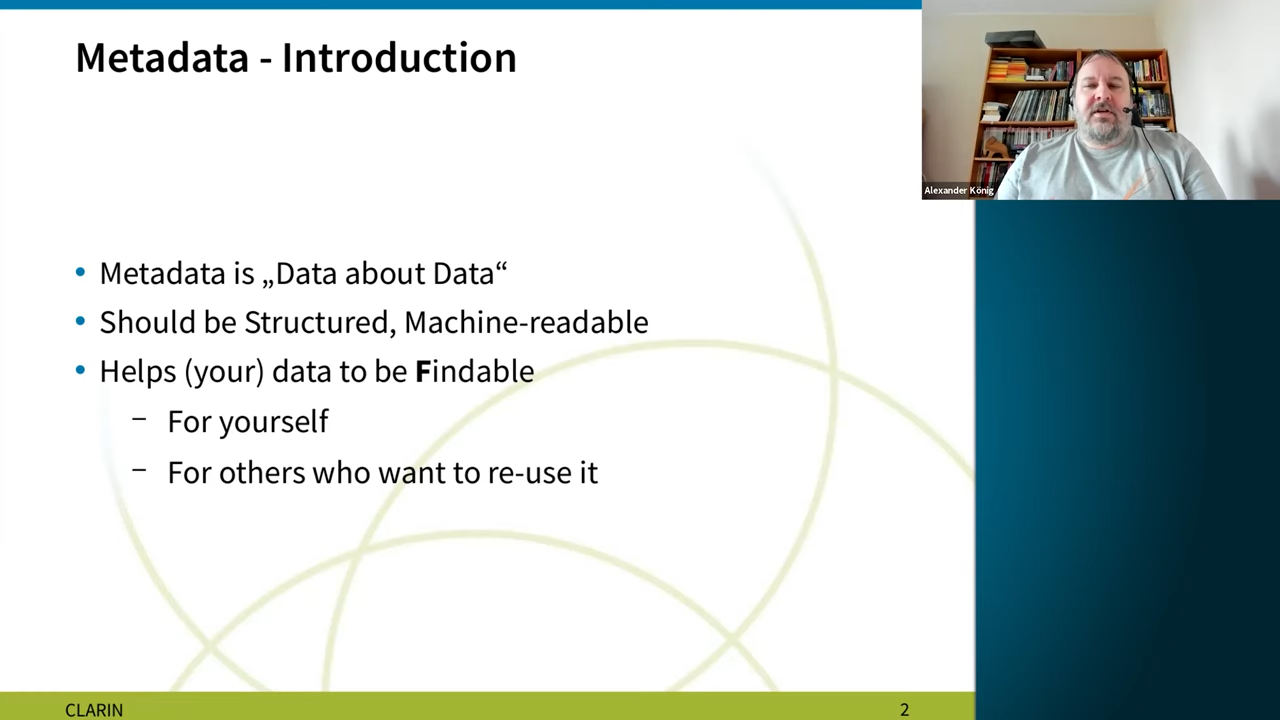 Metadata - Introduction
Alexander König
• Metadata is „Data about Data“
• Should be Structured, Machine-readable
• Helps (your) data to be Findable
– For yourself
– For others who want to re-use it
CLARIN
2